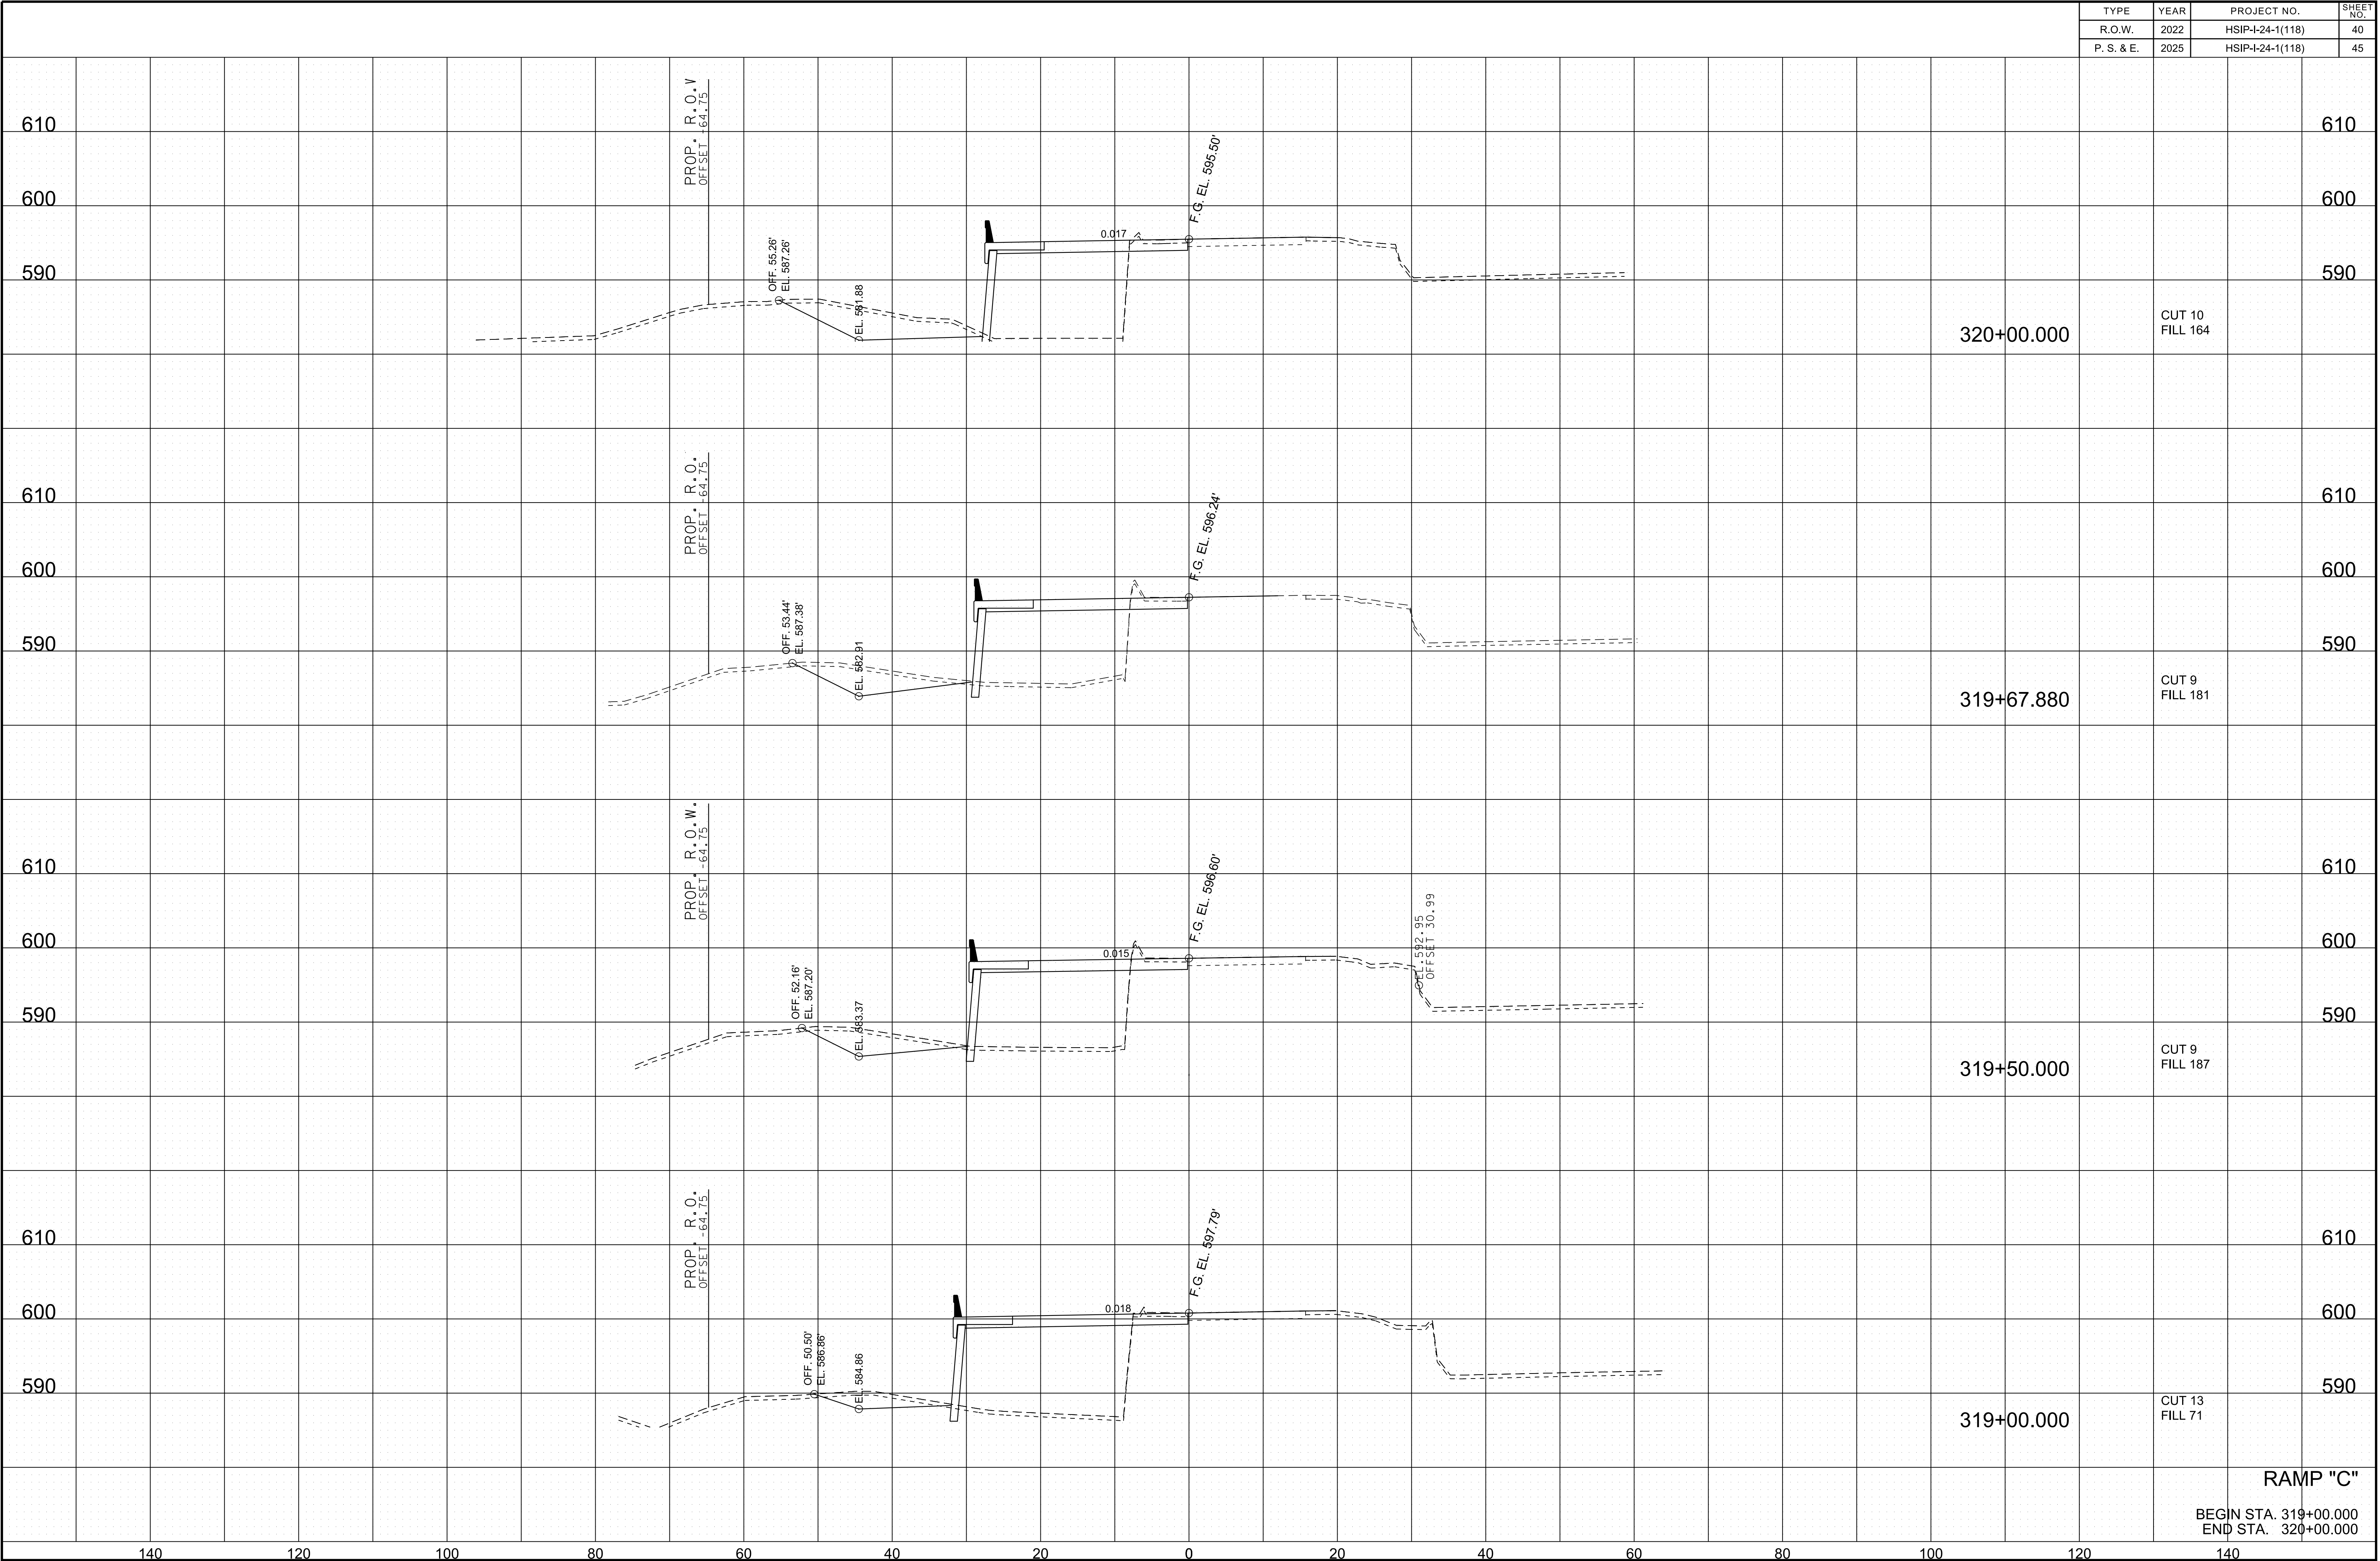 TYPE YEAR PROJECT NO. SHEET NO.
R.O.W. 2022 HSIP-I-24-1(118) 40
P. S. & E. 2025 HSIP-I-24-1(118) 45
PROP. R.O.W
OFFSET -64.75
610 610
600 600
590 590
OFF. 55.26'
EL. 587.26'
EL. 581.88
0.017
F.G. EL. 595.50'
320+00.000
CUT 10
FILL 164
PROP. R.O.
OFFSET -64.75
610 610
600 600
590 590
OFF. 53.44'
EL. 587.38'
EL. 582.91
F.G. EL. 596.24'
319+67.880
CUT 9
FILL 181
PROP. R.O.W.
OFFSET -64.75
610 610
600 600
590 590
OFF. 52.16'
EL. 587.20'
EL. 583.37
0.015
F.G. EL. 596.60'
EL. 592.95
OFFSET 30.99
319+50.000
CUT 9
FILL 187
PROP. R.O.
OFFSET -64.75
610 610
600 600
590 590
OFF. 50.50'
EL. 586.86'
EL. 584.86
0.018
F.G. EL. 597.79'
319+00.000
CUT 13
FILL 71
RAMP "C"
BEGIN STA. 319+00.000
END STA. 320+00.000
140 120 100 80 60 40 20 0 20 40 60 80 100 120 140